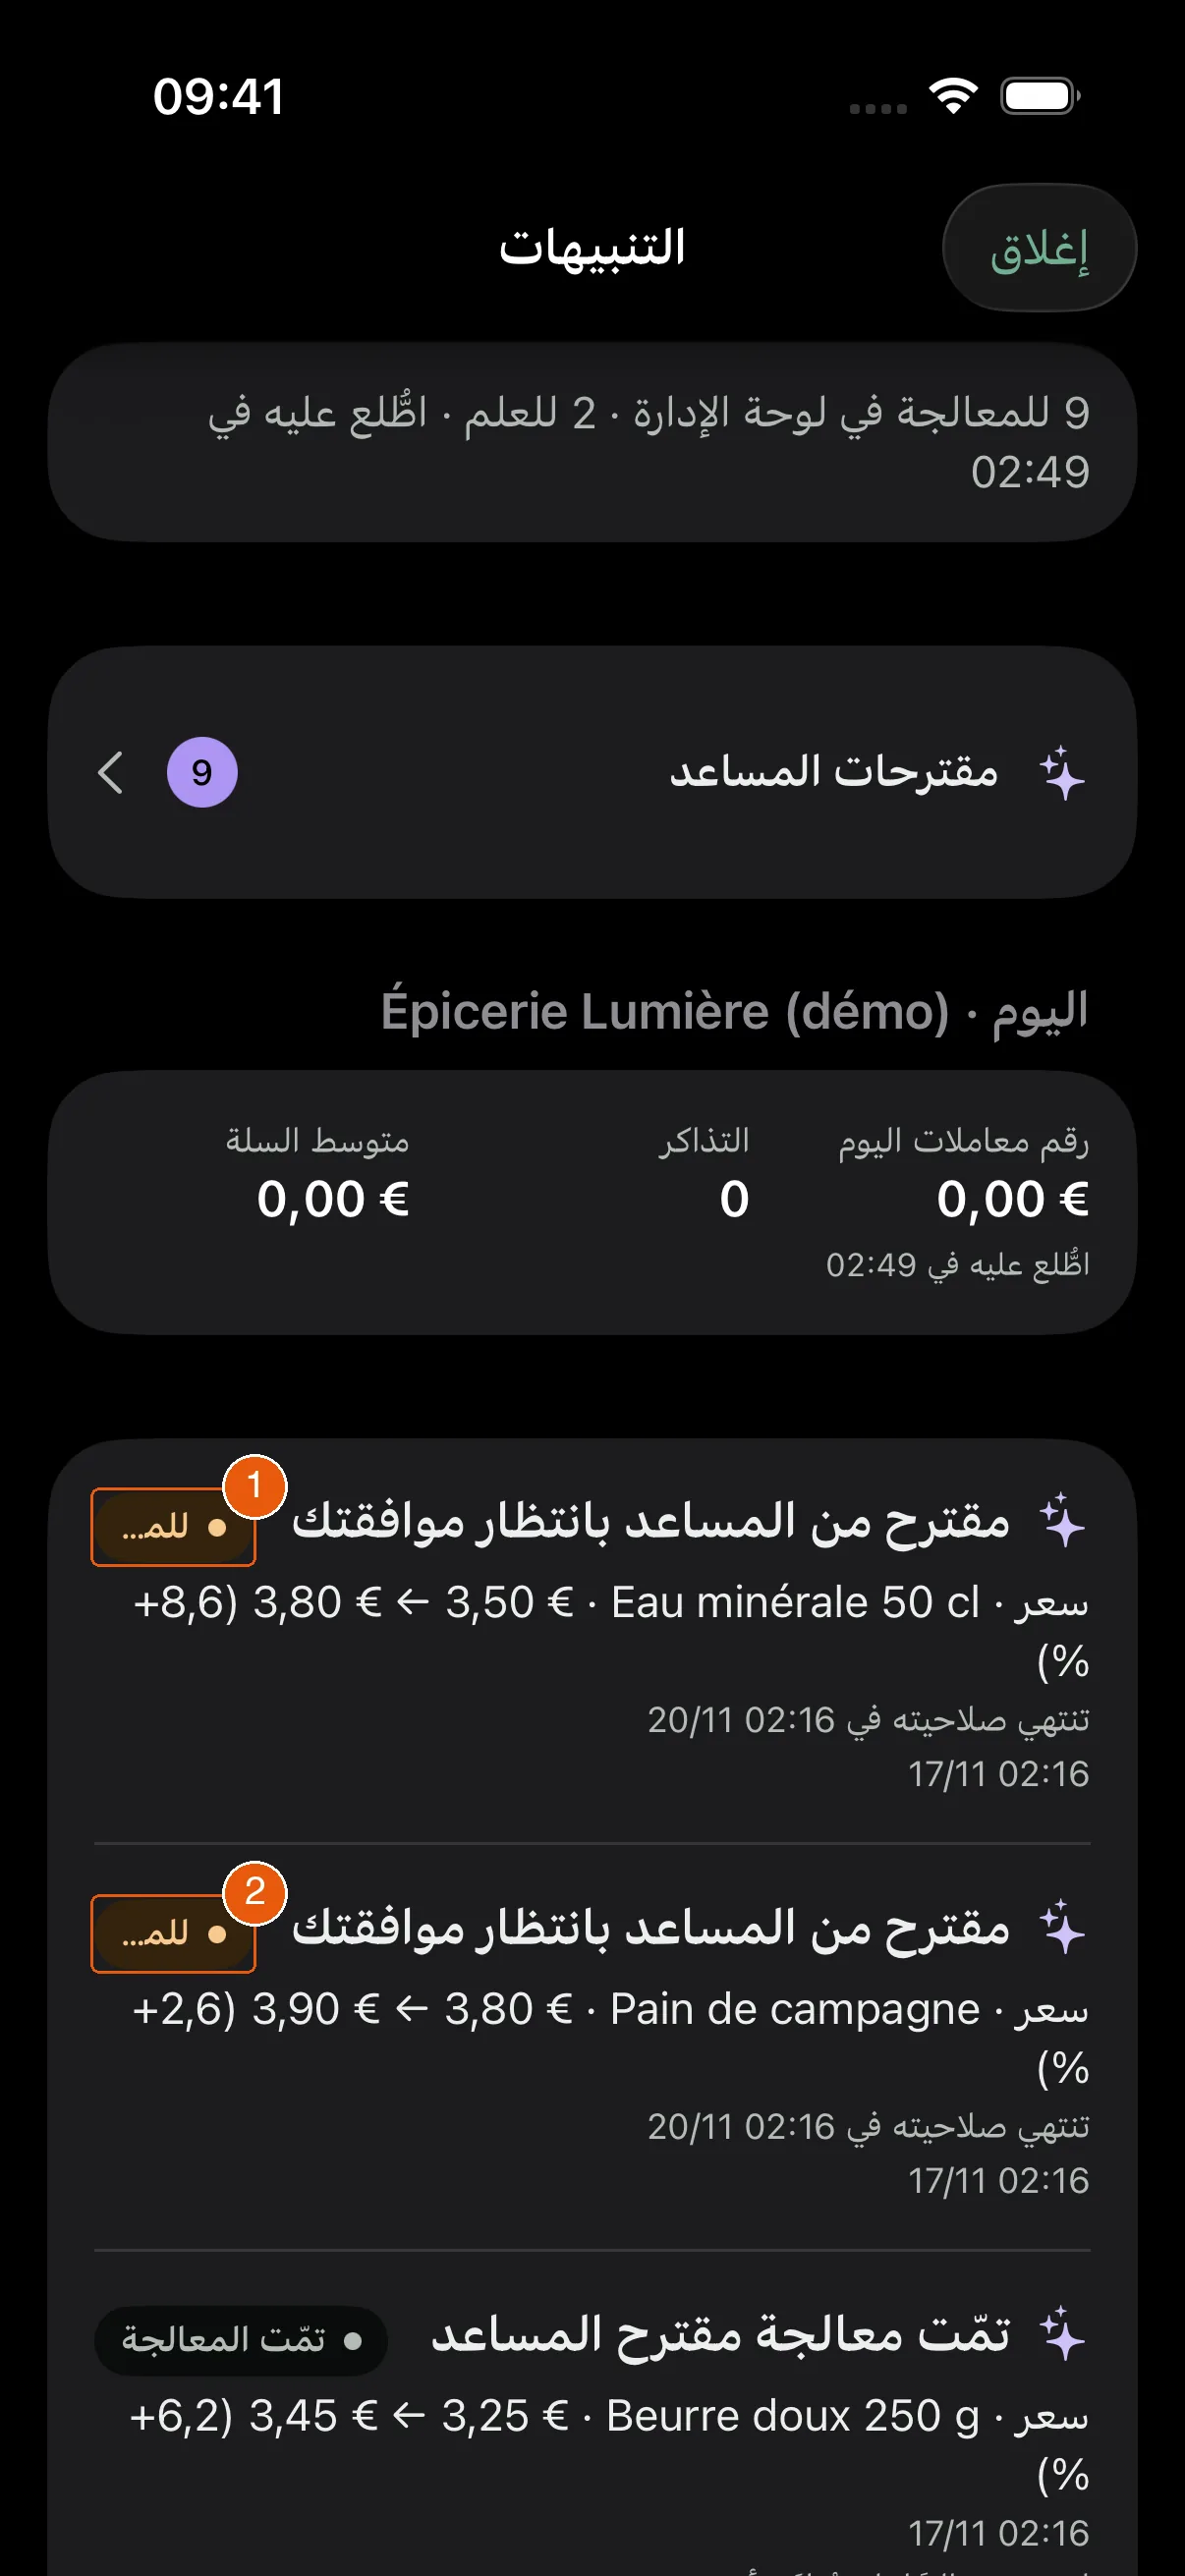 09:41
إغلاق
التنبيهات
9 للمعالجة في لوحة الإدارة · 2 للعلم · اطُّلع عليه في
02:49
مقترحات المساعد
9
اليوم · Épicerie Lumière (démo)
رقم معاملات اليوم
0,00 €
التذاكر
0
متوسط السلة
0,00 €
اطُّلع عليه في 02:49
مقترح من المساعد بانتظار موافقتك
للمـ...
1
سعر · Eau minérale 50 cl · 3,50 € ← 3,80 € (+8,6
%)
تنتهي صلاحيته في 20/11 02:16
17/11 02:16
مقترح من المساعد بانتظار موافقتك
للمـ...
2
سعر · Pain de campagne · 3,80 € ← 3,90 € (+2,6
%)
تنتهي صلاحيته في 20/11 02:16
17/11 02:16
تمّت معالجة مقترح المساعد
تمّت المعالجة
سعر · Beurre doux 250 g · 3,25 € ← 3,45 € (+6,2
%)
17/11 02:16